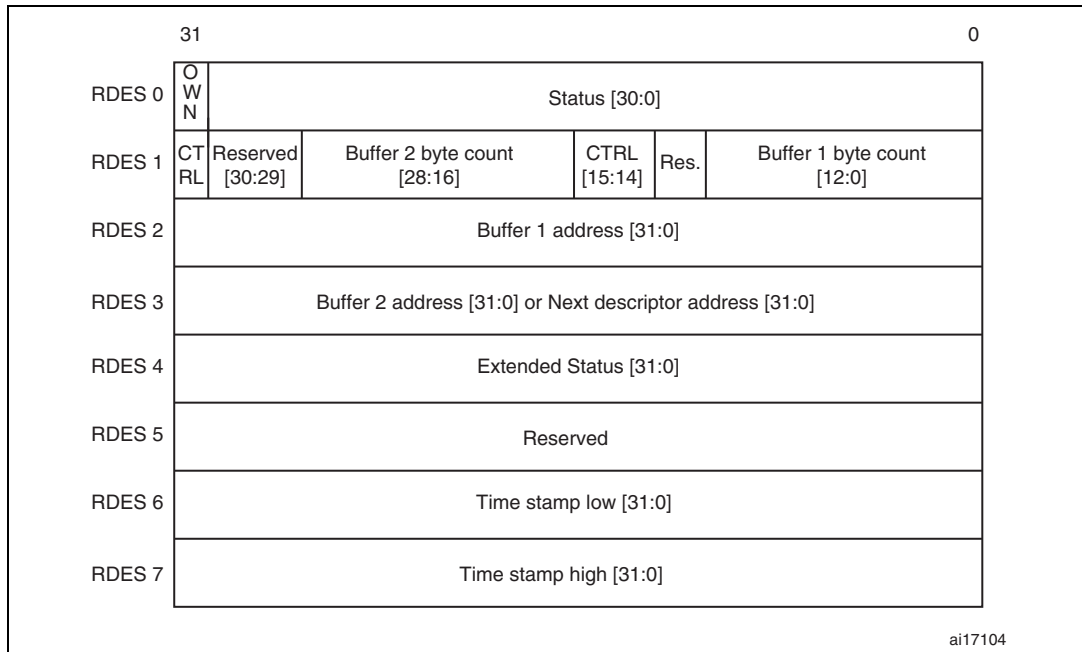 31 0
RDES 0 OWN Status [30:0]
RDES 1 CTRL Reserved [30:29] Buffer 2 byte count [28:16] CTRL [15:14] Res. Buffer 1 byte count [12:0]
RDES 2 Buffer 1 address [31:0]
RDES 3 Buffer 2 address [31:0] or Next descriptor address [31:0]
RDES 4 Extended Status [31:0]
RDES 5 Reserved
RDES 6 Time stamp low [31:0]
RDES 7 Time stamp high [31:0]
ai17104